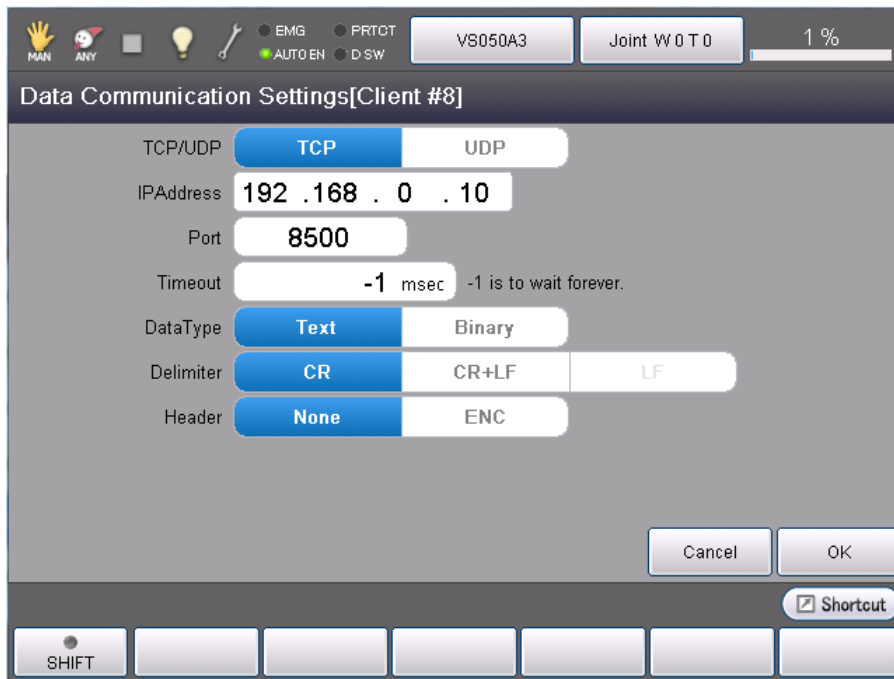 MAN ANY EMG PRTCT AUTO EN D SW VS050A3 Joint W 0 T 0 1 %
Data Communication Settings[Client #8]
TCP/UDP TCP UDP
IPAddress 192 .168 . 0 . 10
Port 8500
Timeout -1 msec -1 is to wait forever.
DataType Text Binary
Delimiter CR CR+LF LF
Header None ENC
Cancel OK
Shortcut
SHIFT